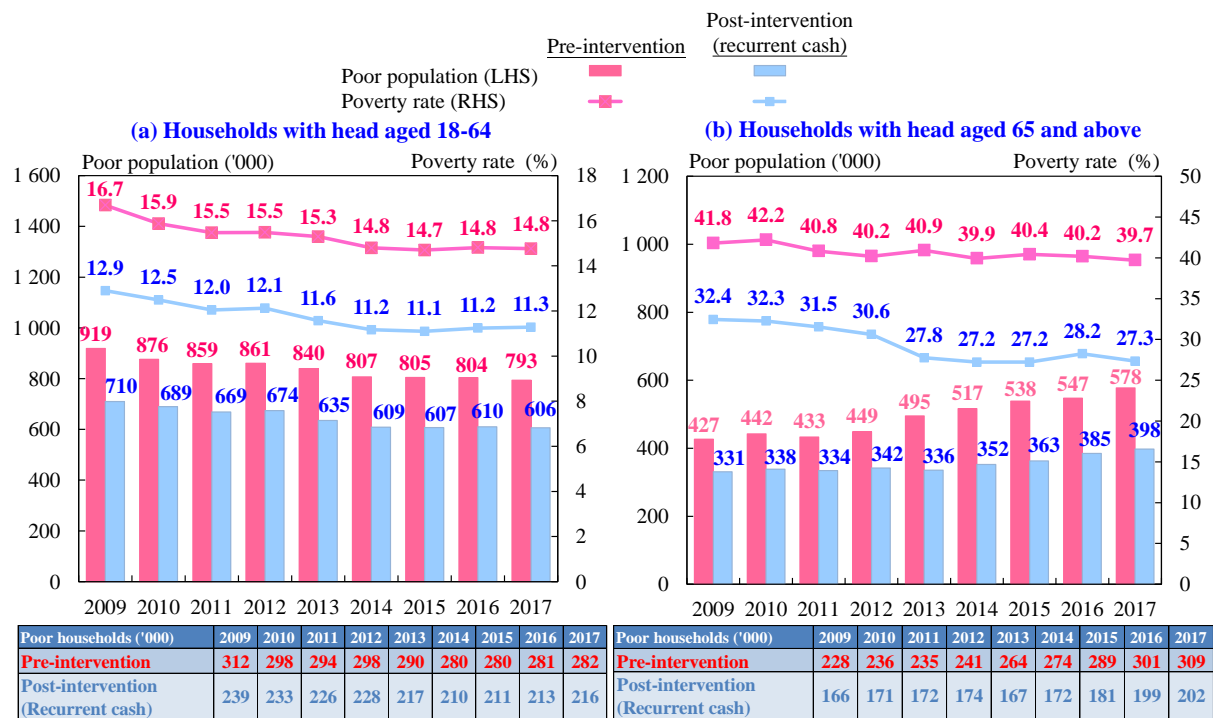 Post-intervention
Pre-intervention (recurrent cash)
Poor population (LHS)
Poverty rate (RHS)
(a) Households with head aged 18-64
Poor population ('000) Poverty rate (%)
1 600
1 400
1 200
1 000
800
600
400
200
0
18
16
14
12
10
8
6
4
2
0
16.7 15.9 15.5 15.5 15.3 14.8 14.7 14.8 14.8
12.9 12.5 12.0 12.1 11.6 11.2 11.1 11.2 11.3
919 876 859 861 840 807 805 804 793
710 689 669 674 635 609 607 610 606
2009 2010 2011 2012 2013 2014 2015 2016 2017
Poor households ('000) 2009 2010 2011 2012 2013 2014 2015 2016 2017
Pre-intervention 312 298 294 298 290 280 280 281 282
Post-intervention
(Recurrent cash) 239 233 226 228 217 210 211 213 216
(b) Households with head aged 65 and above
Poor population ('000) Poverty rate (%)
1 200
1 000
800
600
400
200
0
50
45
40
35
30
25
20
15
10
5
0
41.8 42.2 40.8 40.2 40.9 39.9 40.4 40.2 39.7
32.4 32.3 31.5 30.6 27.8 27.2 27.2 28.2 27.3
427 442 433 449 495 517 538 547 578
331 338 334 342 336 352 363 385 398
2009 2010 2011 2012 2013 2014 2015 2016 2017
Poor households ('000) 2009 2010 2011 2012 2013 2014 2015 2016 2017
Pre-intervention 228 236 235 241 264 274 289 301 309
Post-intervention
(Recurrent cash) 166 171 172 174 167 172 181 199 202